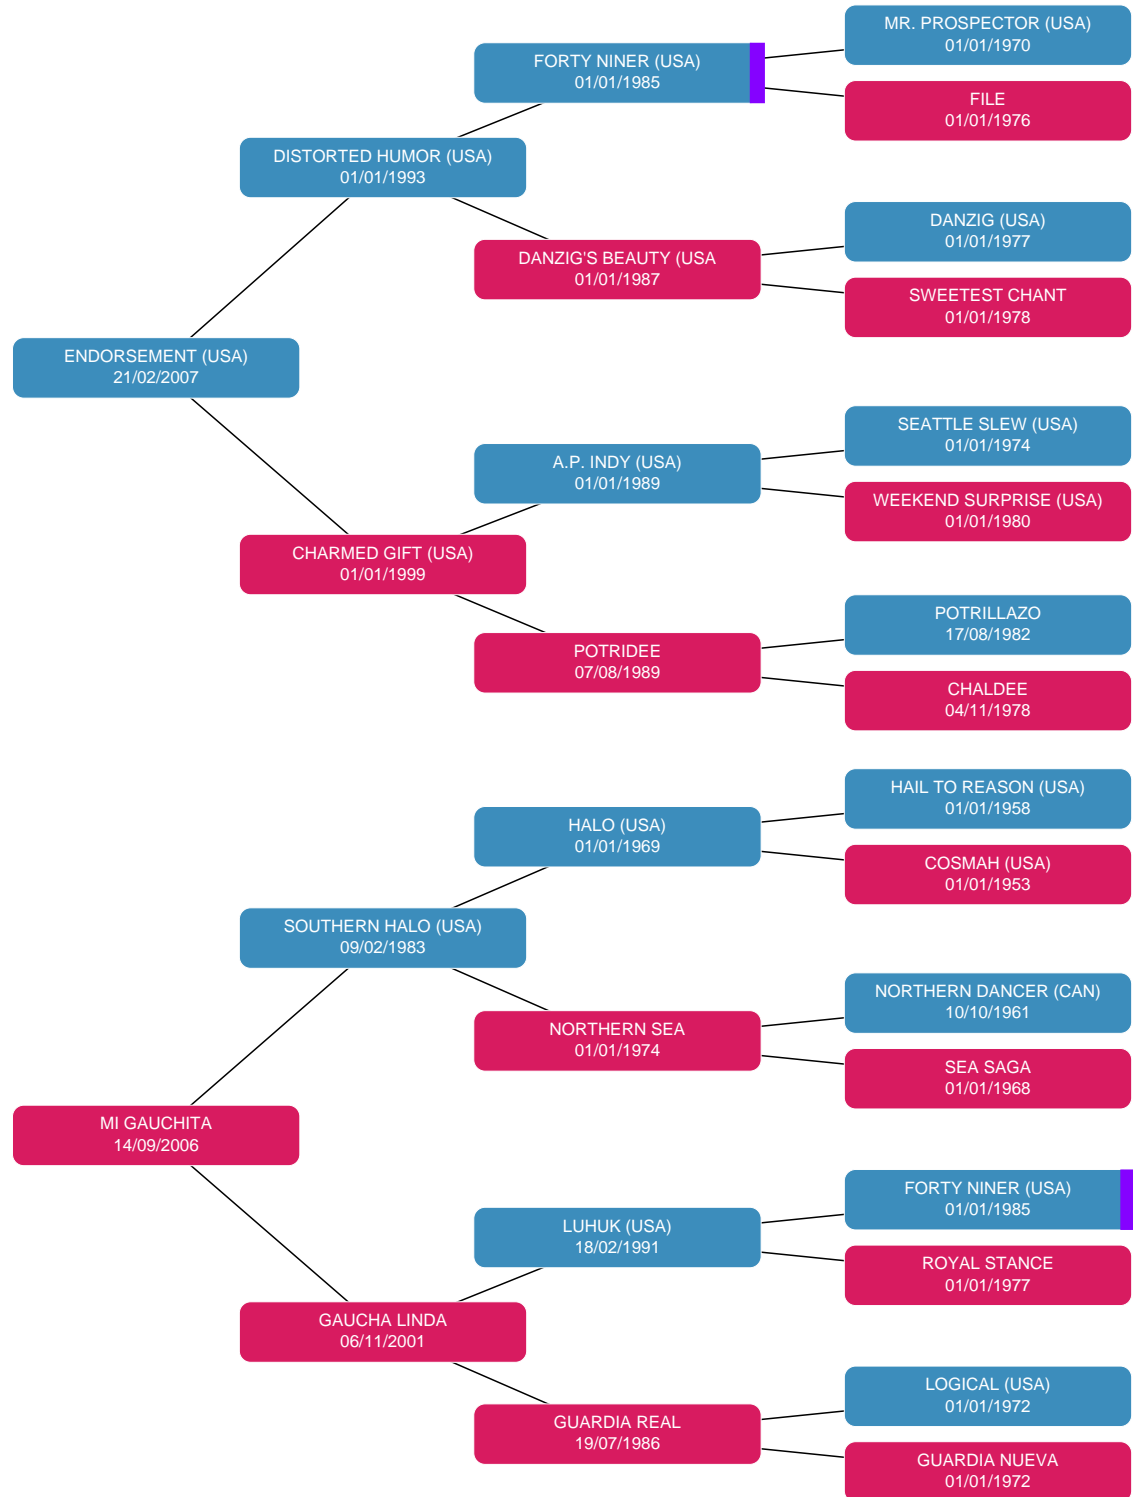 MR. PROSPECTOR (USA)
01/01/1970
FORTY NINER (USA)
01/01/1985
FILE
01/01/1976
DISTORTED HUMOR (USA)
01/01/1993
DANZIG (USA)
01/01/1977
DANZIG'S BEAUTY (USA
01/01/1987
SWEETEST CHANT
01/01/1978
ENDORSEMENT (USA)
21/02/2007
SEATTLE SLEW (USA)
01/01/1974
A.P. INDY (USA)
01/01/1989
WEEKEND SURPRISE (USA)
01/01/1980
CHARMED GIFT (USA)
01/01/1999
POTRILLAZO
17/08/1982
POTRIDEE
07/08/1989
CHALDEE
04/11/1978
HAIL TO REASON (USA)
01/01/1958
HALO (USA)
01/01/1969
COSMAH (USA)
01/01/1953
SOUTHERN HALO (USA)
09/02/1983
NORTHERN DANCER (CAN)
10/10/1961
NORTHERN SEA
01/01/1974
SEA SAGA
01/01/1968
MI GAUCHITA
14/09/2006
FORTY NINER (USA)
01/01/1985
LUHUK (USA)
18/02/1991
ROYAL STANCE
01/01/1977
GAUCHA LINDA
06/11/2001
LOGICAL (USA)
01/01/1972
GUARDIA REAL
19/07/1986
GUARDIA NUEVA
01/01/1972